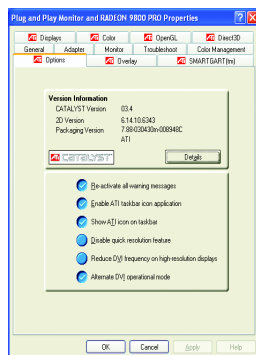 Plug and Play Monitor and RADEON 9800 PRO Properties
Displays Color OpenGL Direct3D
General Adapter Monitor Troubleshoot Color Management
Options Overlay SMARTGART(tm)
Version Information
CATALYST Version 03.4
2D Version 6.14.10.6343
Packaging Version 7.88-030430m-008948C
ATI
CATALYST Details
Re-activate all warning messages
Enable ATI taskbar icon application
Show ATI icon on taskbar
Disable quick resolution feature
Reduce DVI frequency on high-resolution displays
Alternate DVI operational mode
OK Cancel Apply Help